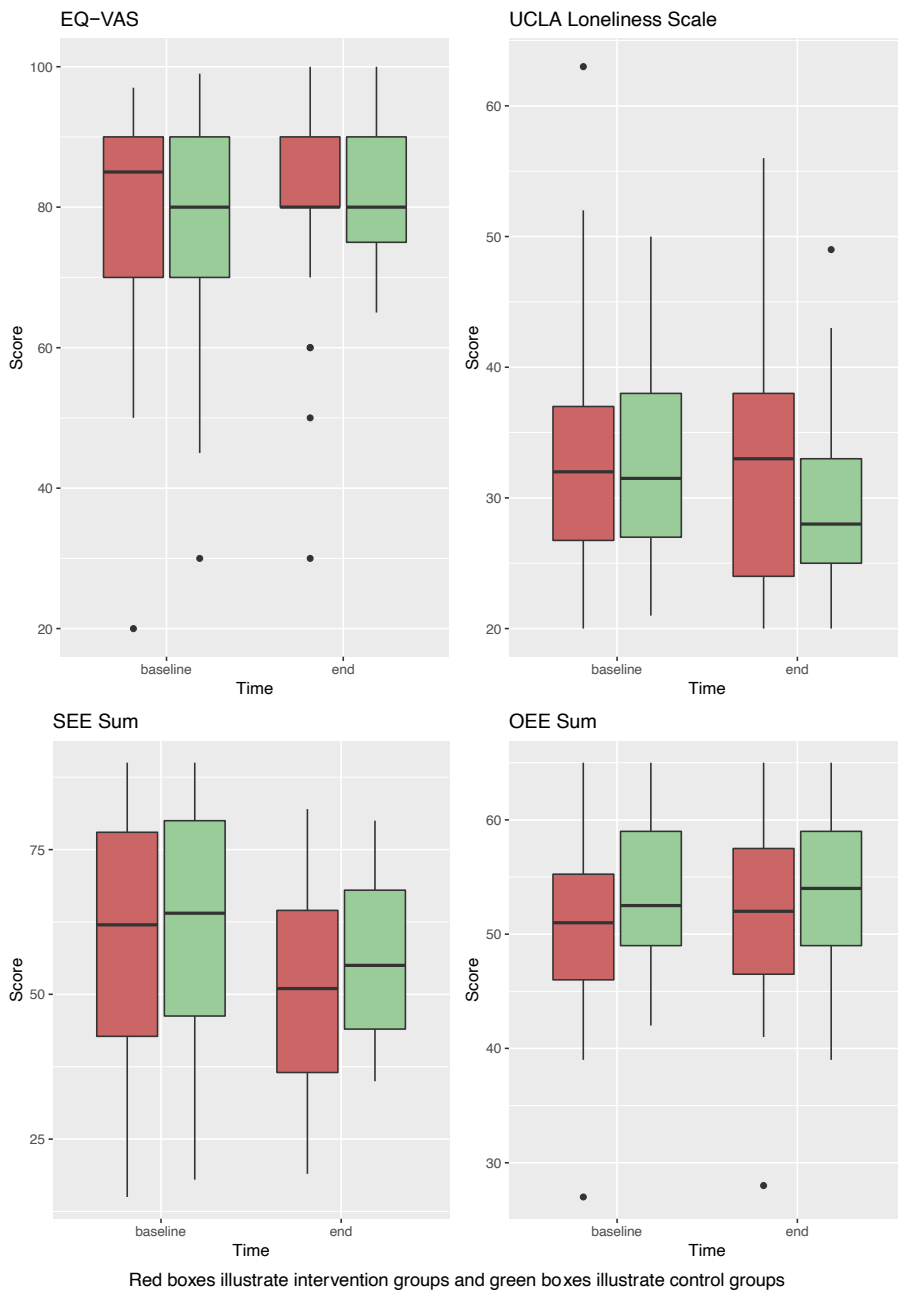 EQ−VAS
100
80
60
40
20
Score
baseline
end
Time
UCLA Loneliness Scale
60
50
40
30
20
Score
baseline
end
Time
SEE Sum
75
50
25
Score
baseline
end
Time
OEE Sum
60
50
40
30
Score
baseline
end
Time
Red boxes illustrate intervention groups and green boxes illustrate control groups